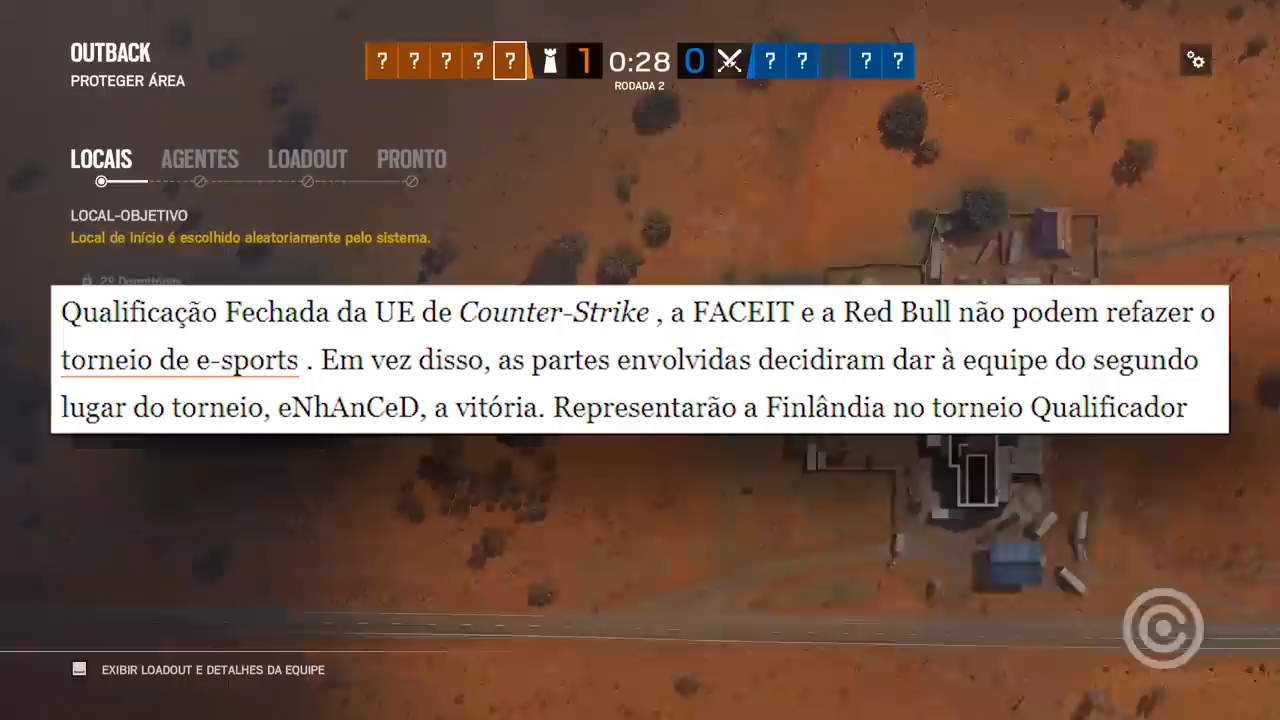 OUTBACK
PROTEGER ÁREA
? ? ? ? ? 1 0:28 0 ? ? ? ?
RODADA 2
LOCAIS AGENTES LOADOUT PRONTO
LOCAL-OBJETIVO
Local de início é escolhido aleatoriamente pelo sistema.
Qualificação Fechada da UE de Counter-Strike , a FACEIT e a Red Bull não podem refazer o
torneio de e-sports . Em vez disso, as partes envolvidas decidiram dar à equipe do segundo
lugar do torneio, eNhAnCeD, a vitória. Representarão a Finlândia no torneio Qualificador
EXIBIR LOADOUT E DETALHES DA EQUIPE